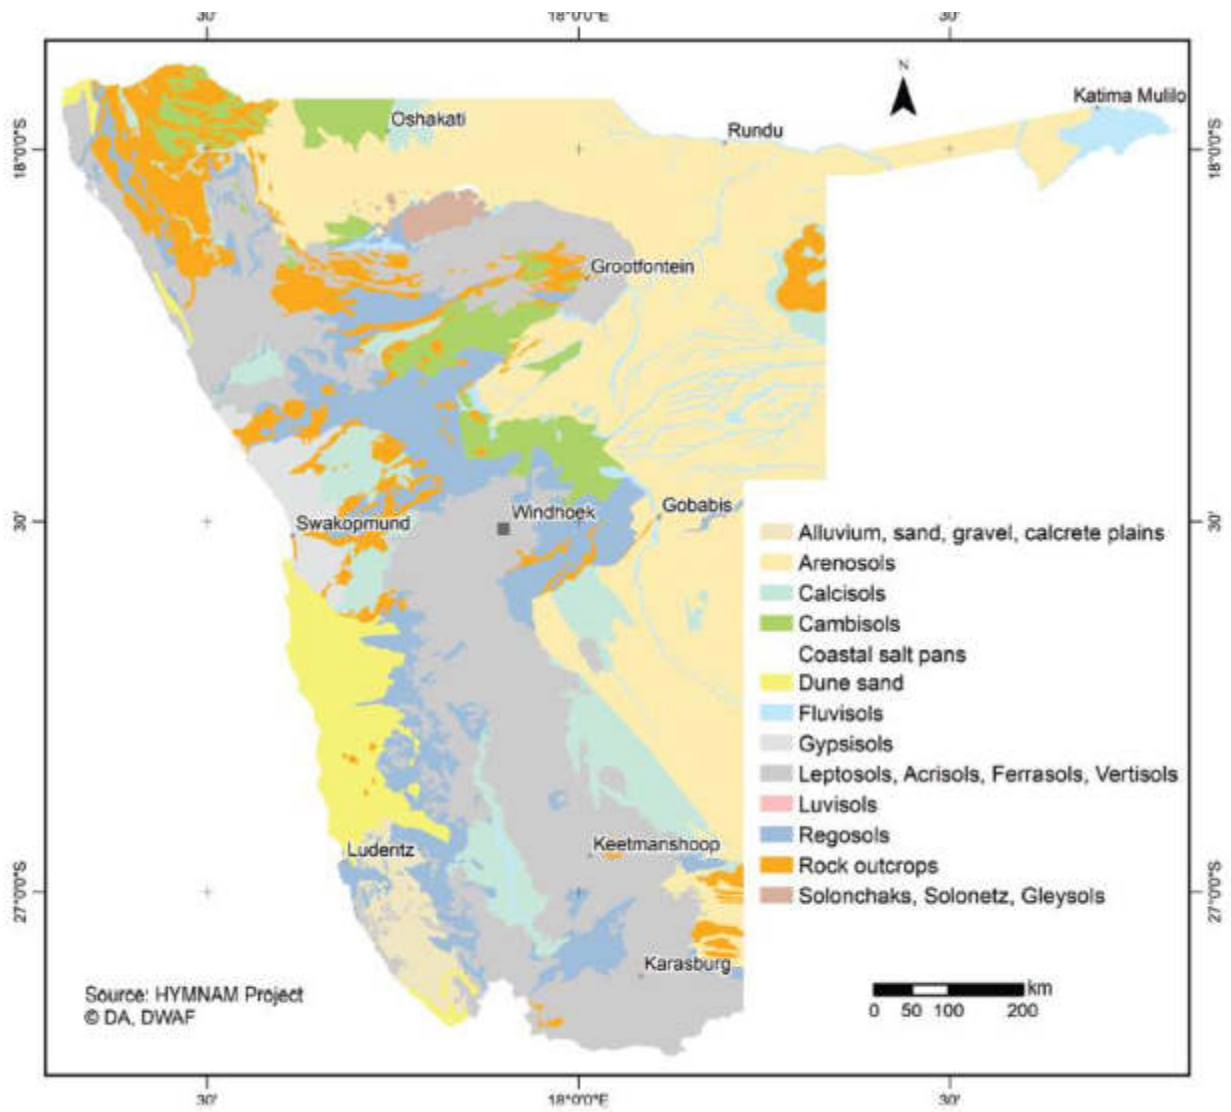 30'
18°0'0"E
30'
N
Katima Mulilo
Oshakati
Rundu
18°0'0"S
18°0'0"S
Grootfontein
Gobabis
Windhoek
Swakopmund
30'
30'
Alluvium, sand, gravel, calcrete plains
Arenosols
Calcisols
Cambisols
Coastal salt pans
Dune sand
Fluvisols
Gypsisols
Leptosols, Acrisols, Ferrasols, Vertisols
Luvisols
Regosols
Rock outcrops
Solonchaks, Solonetz, Gleysols
Keetmanshoop
Luderitz
27°0'0"S
27°0'0"S
Karasburg
Source: HYMNAM Project
© DA, DWAF
km
0 50 100 200
30'
18°0'0"E
30'